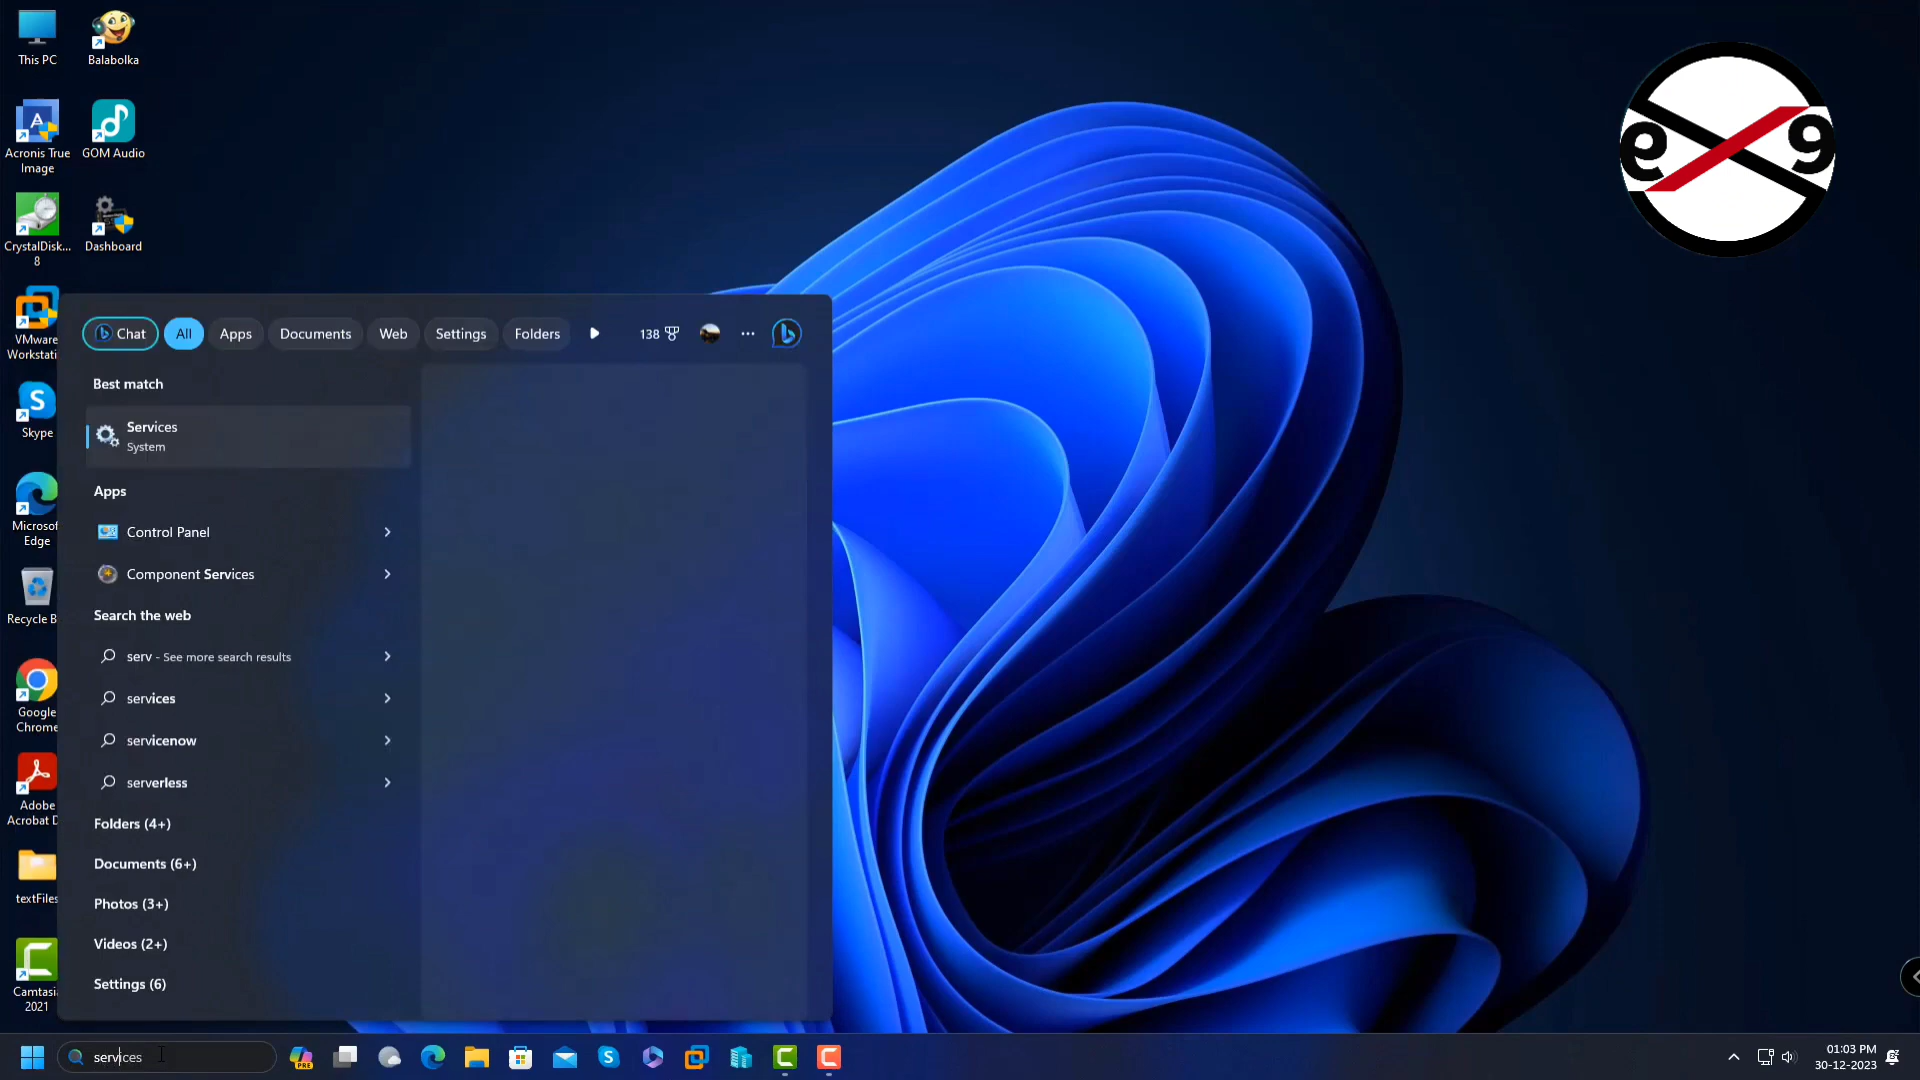 This PC
Balabolka
Acronis True
Image
GOM Audio
CrystalDisk...
8
Dashboard
VMware
Workstati
Skype
Microsof
Edge
Recycle B
Google
Chrome
Adobe
Acrobat D
textFiles
Camtasi
2021
e 9
Chat
All
Apps
Documents
Web
Settings
Folders
138
Best match
Services
System
Apps
Control Panel
Component Services
Search the web
serv - See more search results
services
servicenow
serverless
Folders (4+)
Documents (6+)
Photos (3+)
Videos (2+)
Settings (6)
services
PRE
01:03 PM
30-12-2023